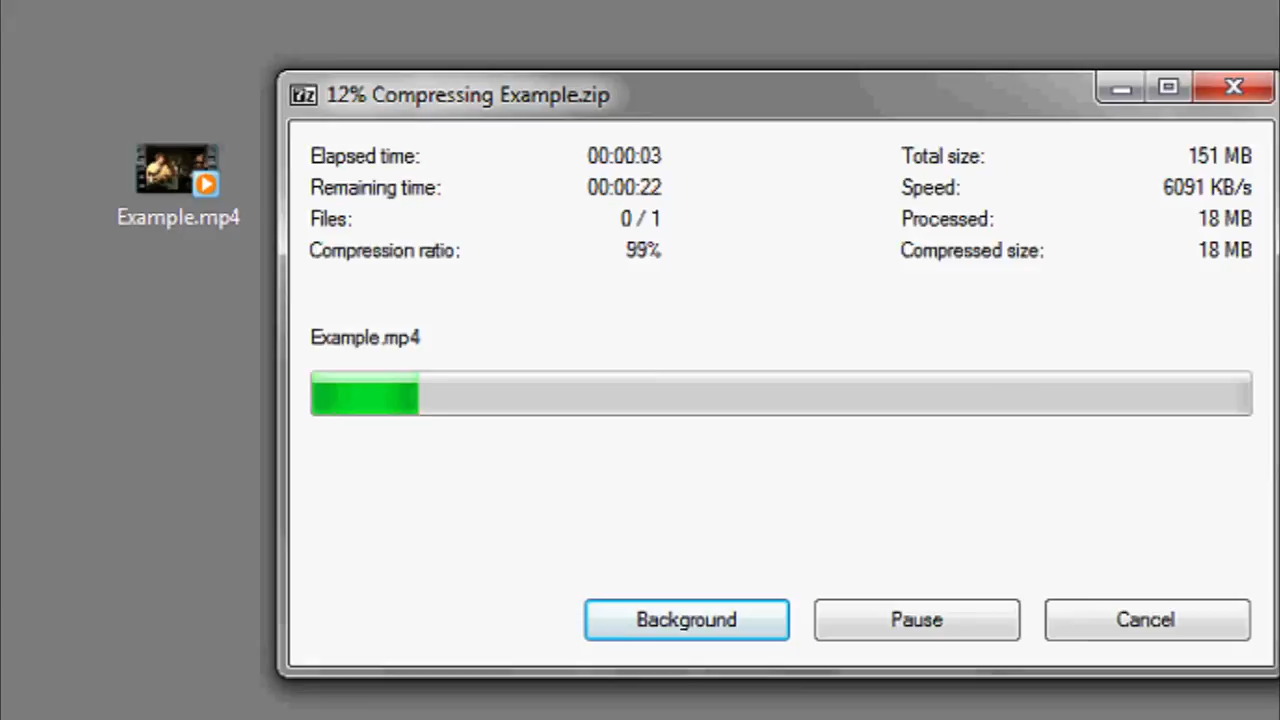 12% Compressing Example.zip
Example.mp4
Elapsed time: 00:00:03 Total size: 151 MB
Remaining time: 00:00:22 Speed: 6091 KB/s
Files: 0 / 1 Processed: 18 MB
Compression ratio: 99% Compressed size: 18 MB
Example.mp4
Background Pause Cancel